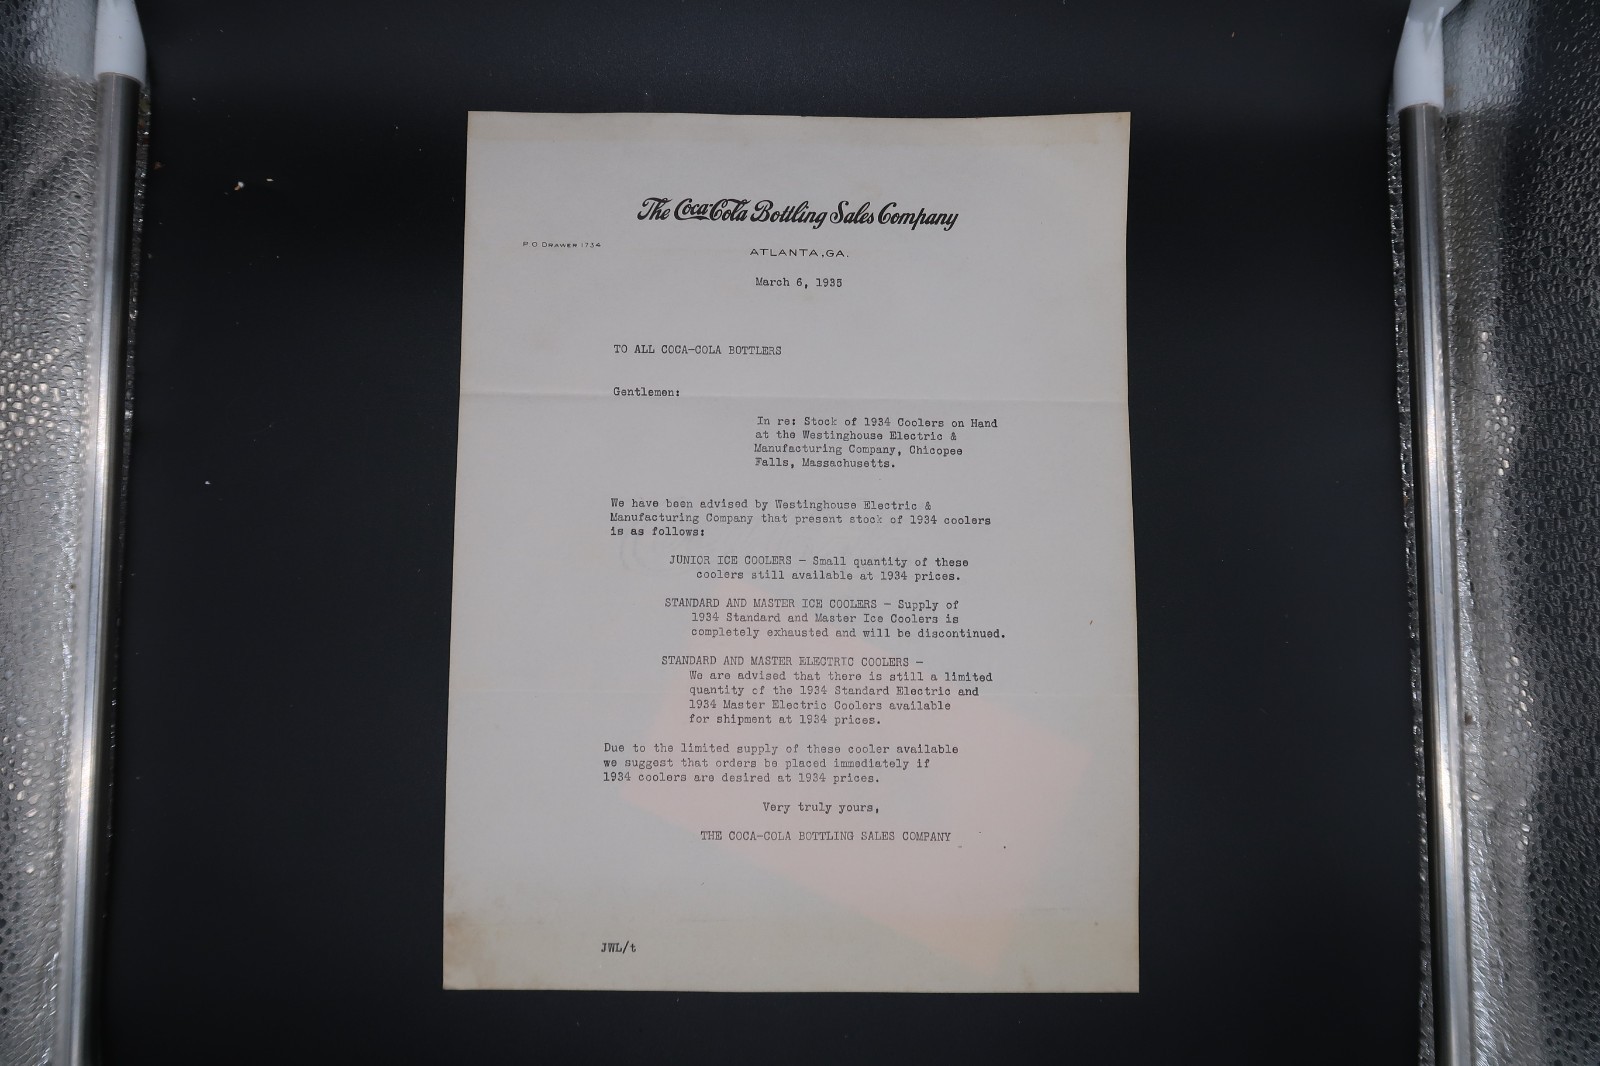 The Coca-Cola Bottling Sales Company
P.O. DRAWER 1734
ATLANTA, GA.
March 6, 1935
TO ALL COCA-COLA BOTTLERS
Gentlemen:
In re: Stock of 1934 Coolers on Hand
at the Westinghouse Electric &
Manufacturing Company, Chicopee
Falls, Massachusetts.
We have been advised by Westinghouse Electric &
Manufacturing Company that present stock of 1934 coolers
is as follows:
JUNIOR ICE COOLERS - Small quantity of these
coolers still available at 1934 prices.
STANDARD AND MASTER ICE COOLERS - Supply of
1934 Standard and Master Ice Coolers is
completely exhausted and will be discontinued.
STANDARD AND MASTER ELECTRIC COOLERS -
We are advised that there is still a limited
quantity of the 1934 Standard Electric and
1934 Master Electric Coolers available
for shipment at 1934 prices.
Due to the limited supply of these cooler available
we suggest that orders be placed immediately if
1934 coolers are desired at 1934 prices.
Very truly yours,
THE COCA-COLA BOTTLING SALES COMPANY
JWL/t